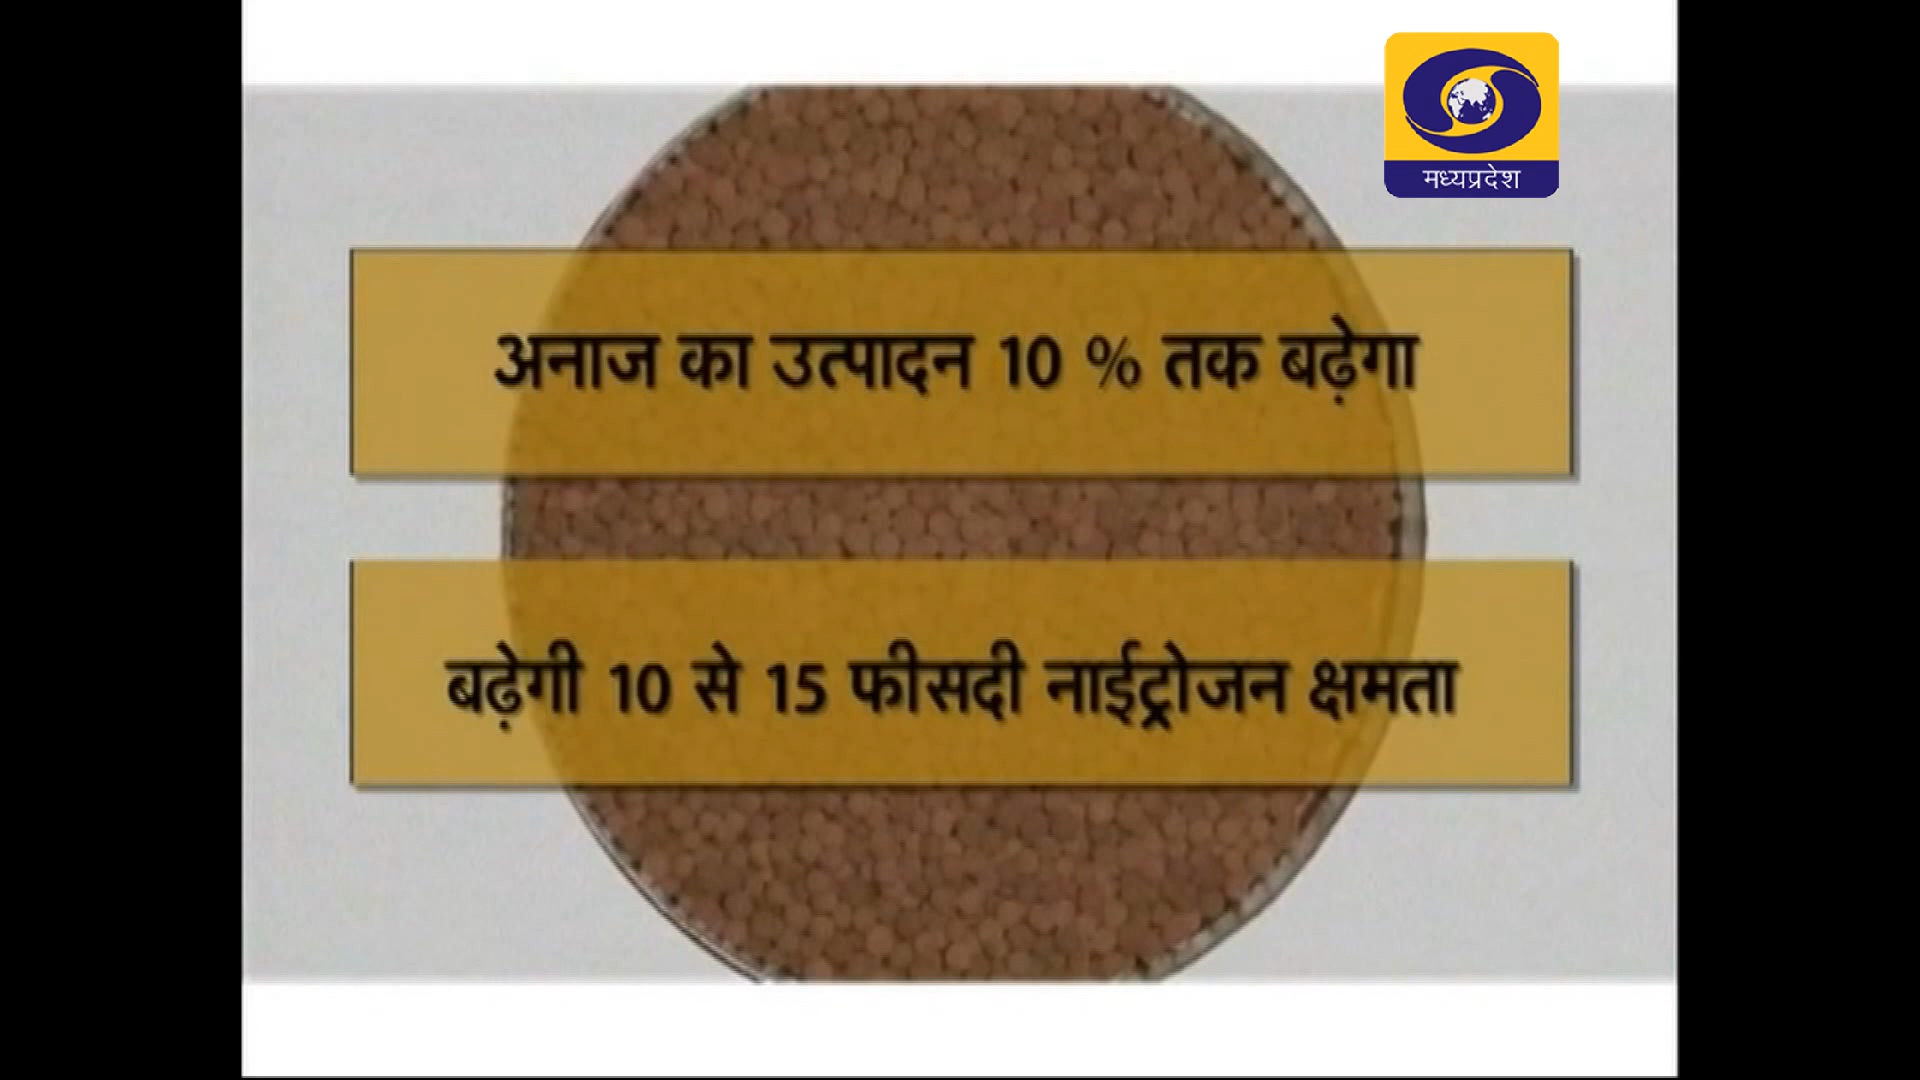 मध्यप्रदेश
अनाज का उत्पादन 10 % तक बढ़ेगा
बढ़ेगी 10 से 15 फीसदी नाईट्रोजन क्षमता